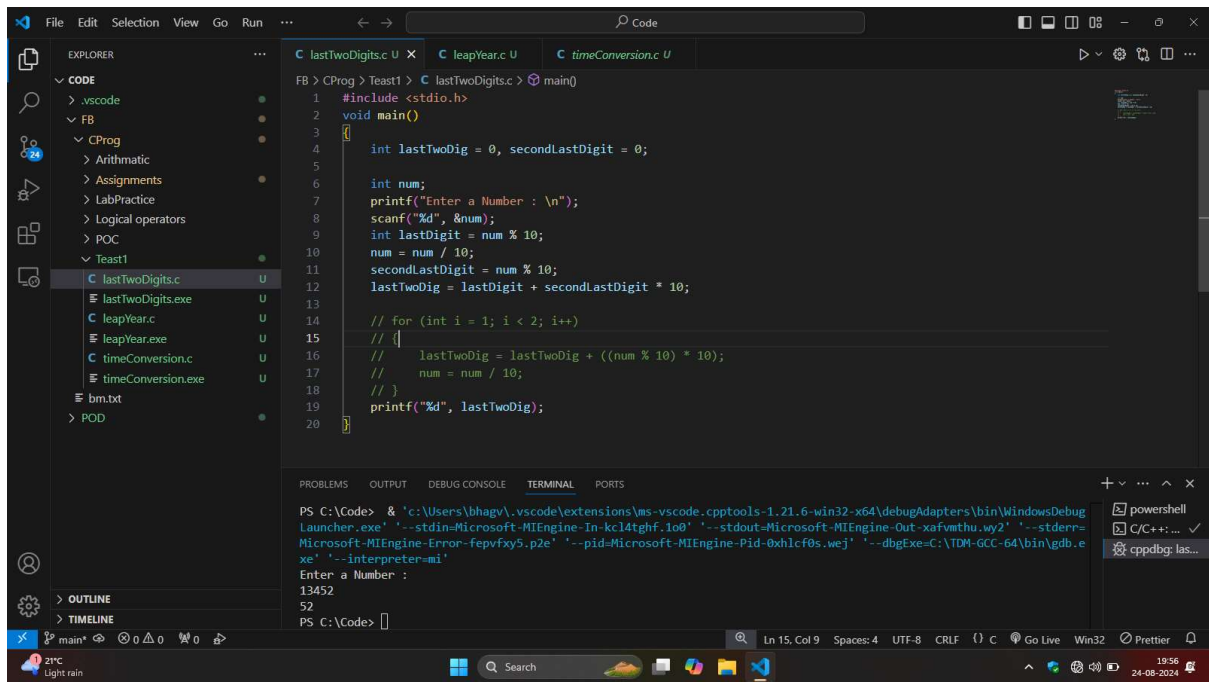 File Edit Selection View Go Run ... Code
EXPLORER
CODE
.vscode
FB
CProg
Arithmatic
Assignments
LabPractice
Logical operators
POC
Teast1
C lastTwoDigits.c U
lastTwoDigits.exe U
C leapYear.c U
leapYear.exe U
C timeConversion.c U
timeConversion.exe U
bm.txt
POD
OUTLINE
TIMELINE
24
C lastTwoDigits.c U C leapYear.c U C timeConversion.c U
FB > CProg > Teast1 > C lastTwoDigits.c > main()
1 #include <stdio.h>
2 void main()
3 {
4 int lastTwoDig = 0, secondLastDigit = 0;
5
6 int num;
7 printf("Enter a Number : \n");
8 scanf("%d", &num);
9 int lastDigit = num % 10;
10 num = num / 10;
11 secondLastDigit = num % 10;
12 lastTwoDig = lastDigit + secondLastDigit * 10;
13
14 // for (int i = 1; i < 2; i++)
15 // {
16 // lastTwoDig = lastTwoDig + ((num % 10) * 10);
17 // num = num / 10;
18 // }
19 printf("%d", lastTwoDig);
20 }
PROBLEMS OUTPUT DEBUG CONSOLE TERMINAL PORTS
PS C:\Code> & 'c:\Users\bhagv\.vscode\extensions\ms-vscode.cpptools-1.21.6-win32-x64\debugAdapters\bin\WindowsDebug
Launcher.exe' '--stdin=Microsoft-MIEngine-In-kcl4tghf.1o0' '--stdout=Microsoft-MIEngine-Out-xafvmthu.wy2' '--stderr=
Microsoft-MIEngine-Error-fepvfxy5.p2e' '--pid=Microsoft-MIEngine-Pid-0xhlcf0s.wej' '--dbgExe=C:\TDM-GCC-64\bin\gdb.e
xe' '--interpreter=mi'
Enter a Number :
13452
52
PS C:\Code>
powershell
C/C++: ...
cppdbg: las...
main* 0 0 0 Ln 15, Col 9 Spaces: 4 UTF-8 CRLF {} C Go Live Win32 Prettier
1 21°C
Light rain
Search
19:56
24-08-2024